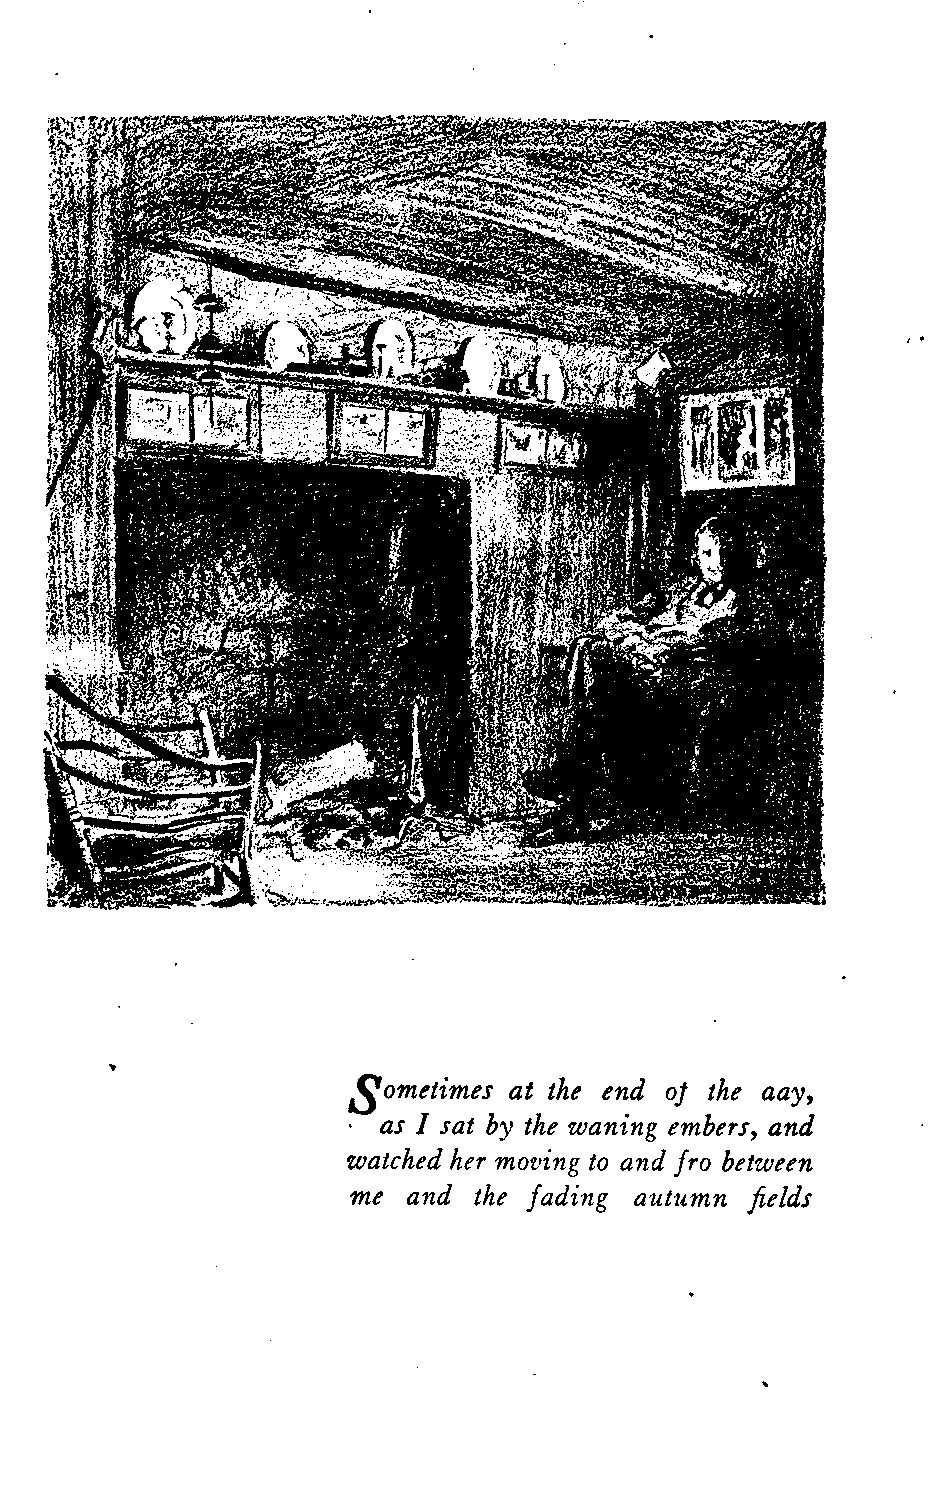 Sometimes at the end of the day,
as I sat by the waning embers, and
watched her moving to and fro between
me and the fading autumn fields